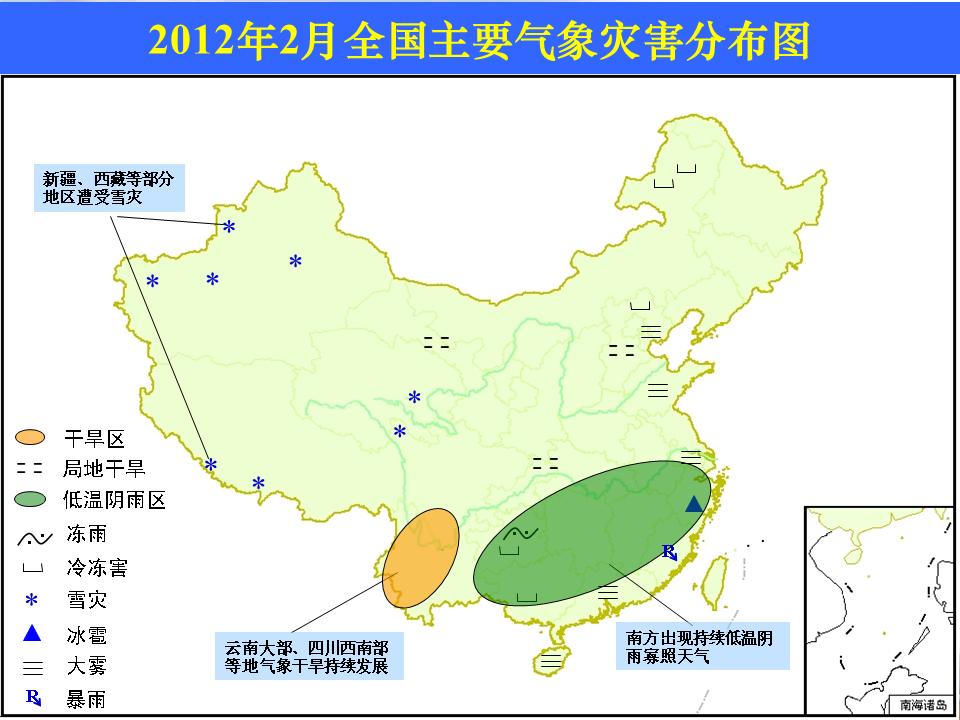 2012年2月全国主要气象灾害分布图
新疆、西藏等部分
地区遭受雪灾
干旱区
局地干旱
低温阴雨区
冻雨
冷冻害
雪灾
冰雹
大雾
R 暴雨
R
云南大部、四川西南部
等地气象干旱持续发展
南方出现持续低温阴
雨寡照天气
南海诸岛